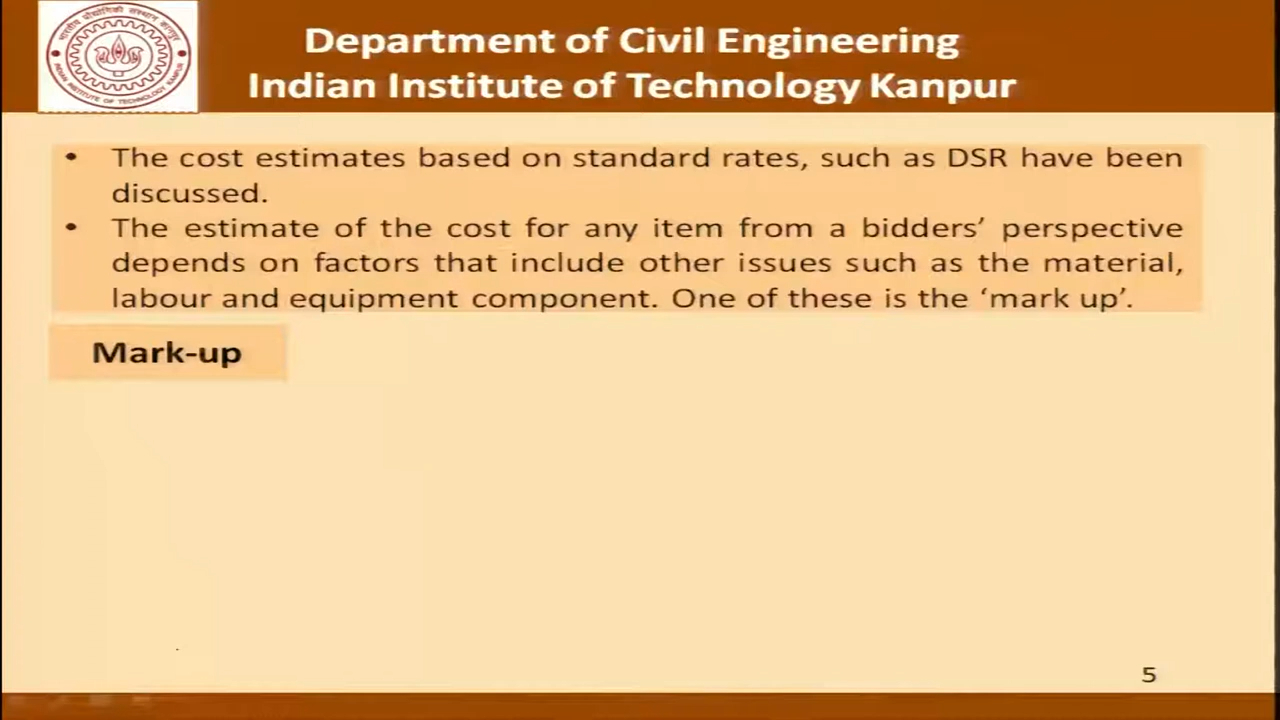 Department of Civil Engineering
Indian Institute of Technology Kanpur
• The cost estimates based on standard rates, such as DSR have been
discussed.
• The estimate of the cost for any item from a bidders’ perspective
depends on factors that include other issues such as the material,
labour and equipment component. One of these is the ‘mark up’.
Mark-up
5